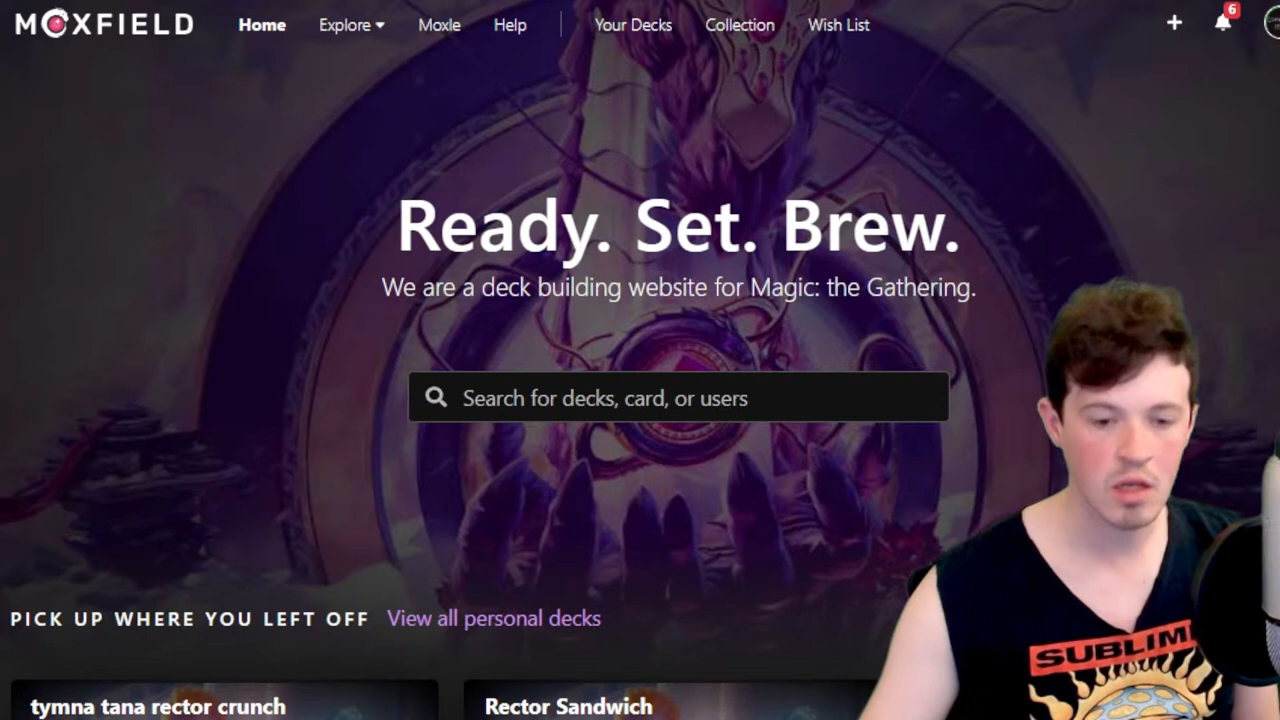 MOXFIELD Home Explore Moxle Help Your Decks Collection Wish List 6
Ready. Set. Brew.
We are a deck building website for Magic: the Gathering.
Search for decks, card, or users
PICK UP WHERE YOU LEFT OFF View all personal decks
SUBLIM
tymna tana rector crunch Rector Sandwich